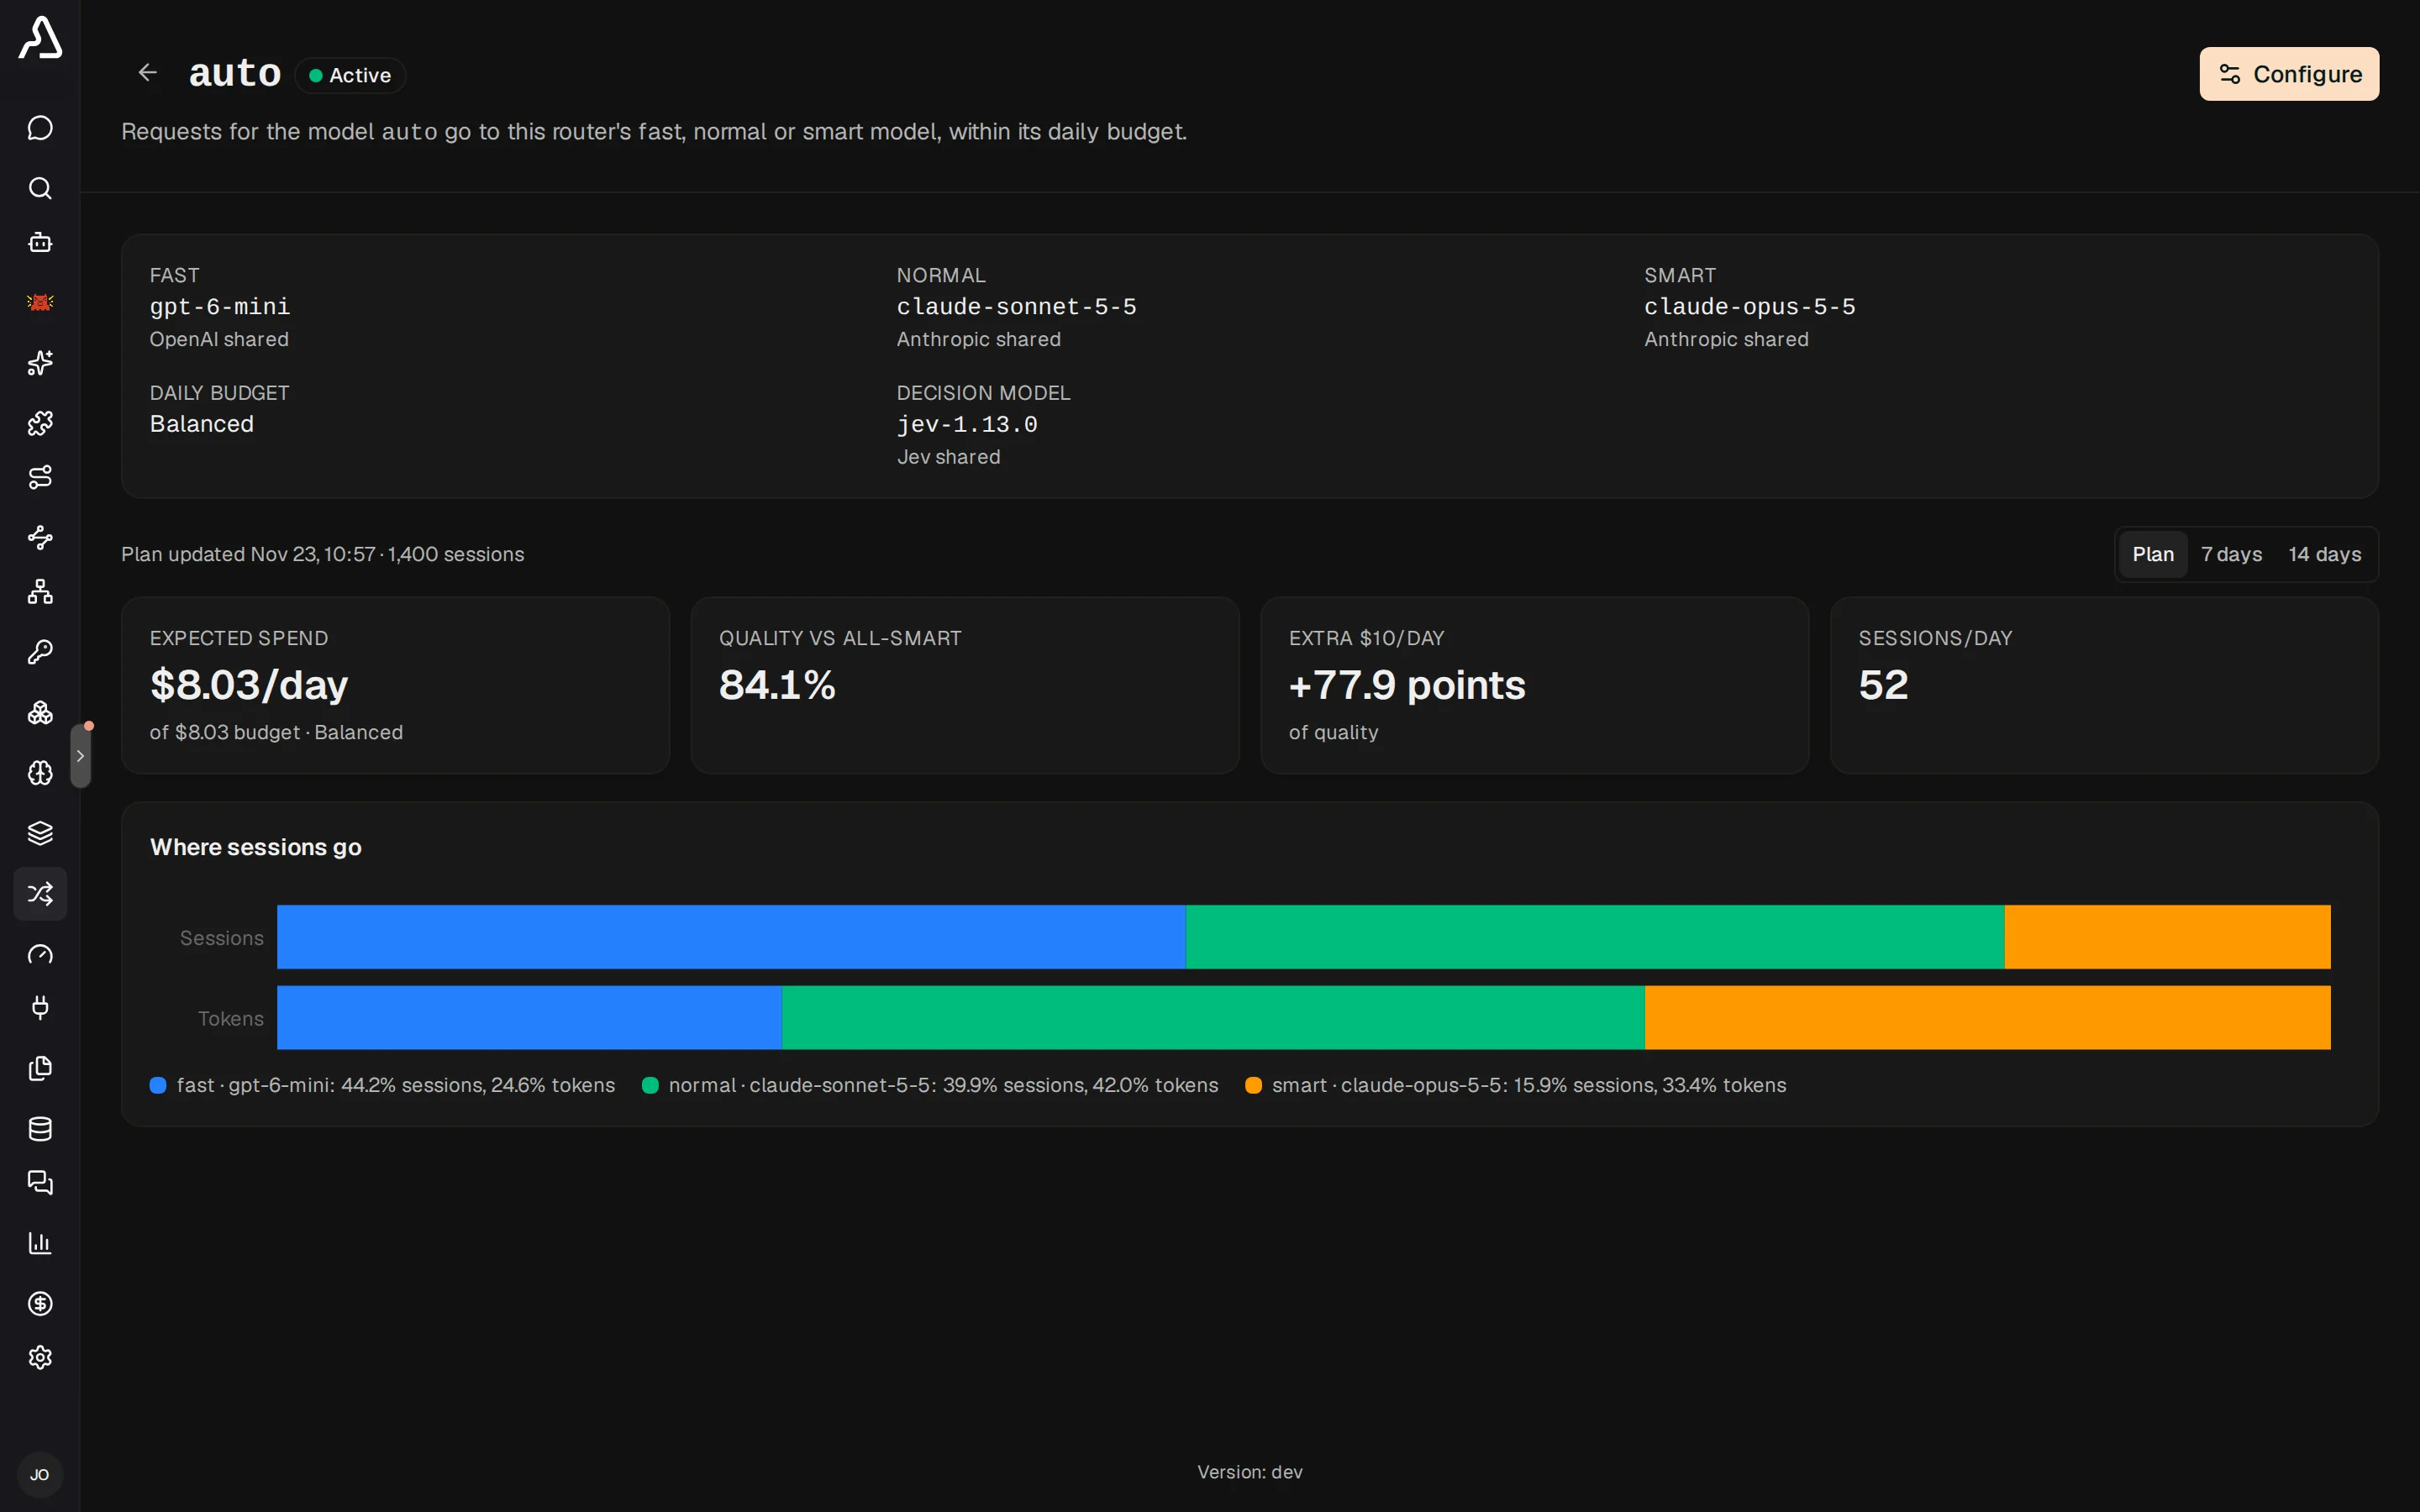 auto
Active
Configure
Requests for the model auto go to this router's fast, normal or smart model, within its daily budget.
FAST
gpt-6-mini
OpenAI shared
NORMAL
claude-sonnet-5-5
Anthropic shared
SMART
claude-opus-5-5
Anthropic shared
DAILY BUDGET
Balanced
DECISION MODEL
jev-1.13.0
Jev shared
Plan updated Nov 23, 10:57 · 1,400 sessions
Plan
7 days
14 days
EXPECTED SPEND
$8.03/day
of $8.03 budget · Balanced
QUALITY VS ALL-SMART
84.1%
EXTRA $10/DAY
+77.9 points
of quality
SESSIONS/DAY
52
Where sessions go
Sessions
Tokens
fast · gpt-6-mini: 44.2% sessions, 24.6% tokens
normal · claude-sonnet-5-5: 39.9% sessions, 42.0% tokens
smart · claude-opus-5-5: 15.9% sessions, 33.4% tokens
JO
Version: dev